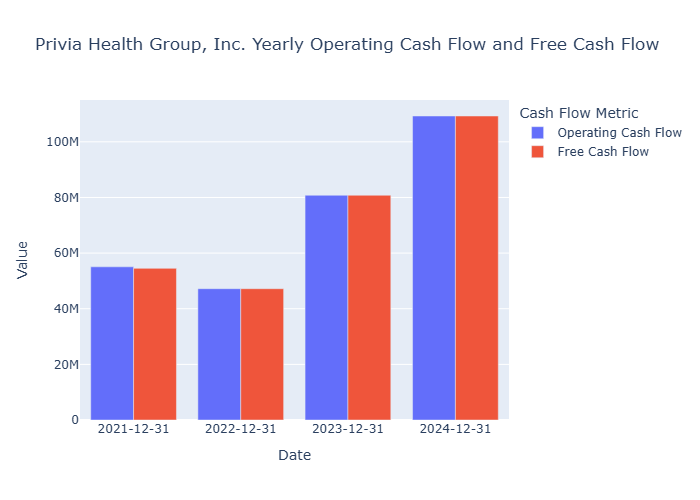 Privia Health Group, Inc. Yearly Operating Cash Flow and Free Cash Flow
Cash Flow Metric
Operating Cash Flow
Free Cash Flow
Value
100M
80M
60M
40M
20M
0
2021-12-31 2022-12-31 2023-12-31 2024-12-31
Date